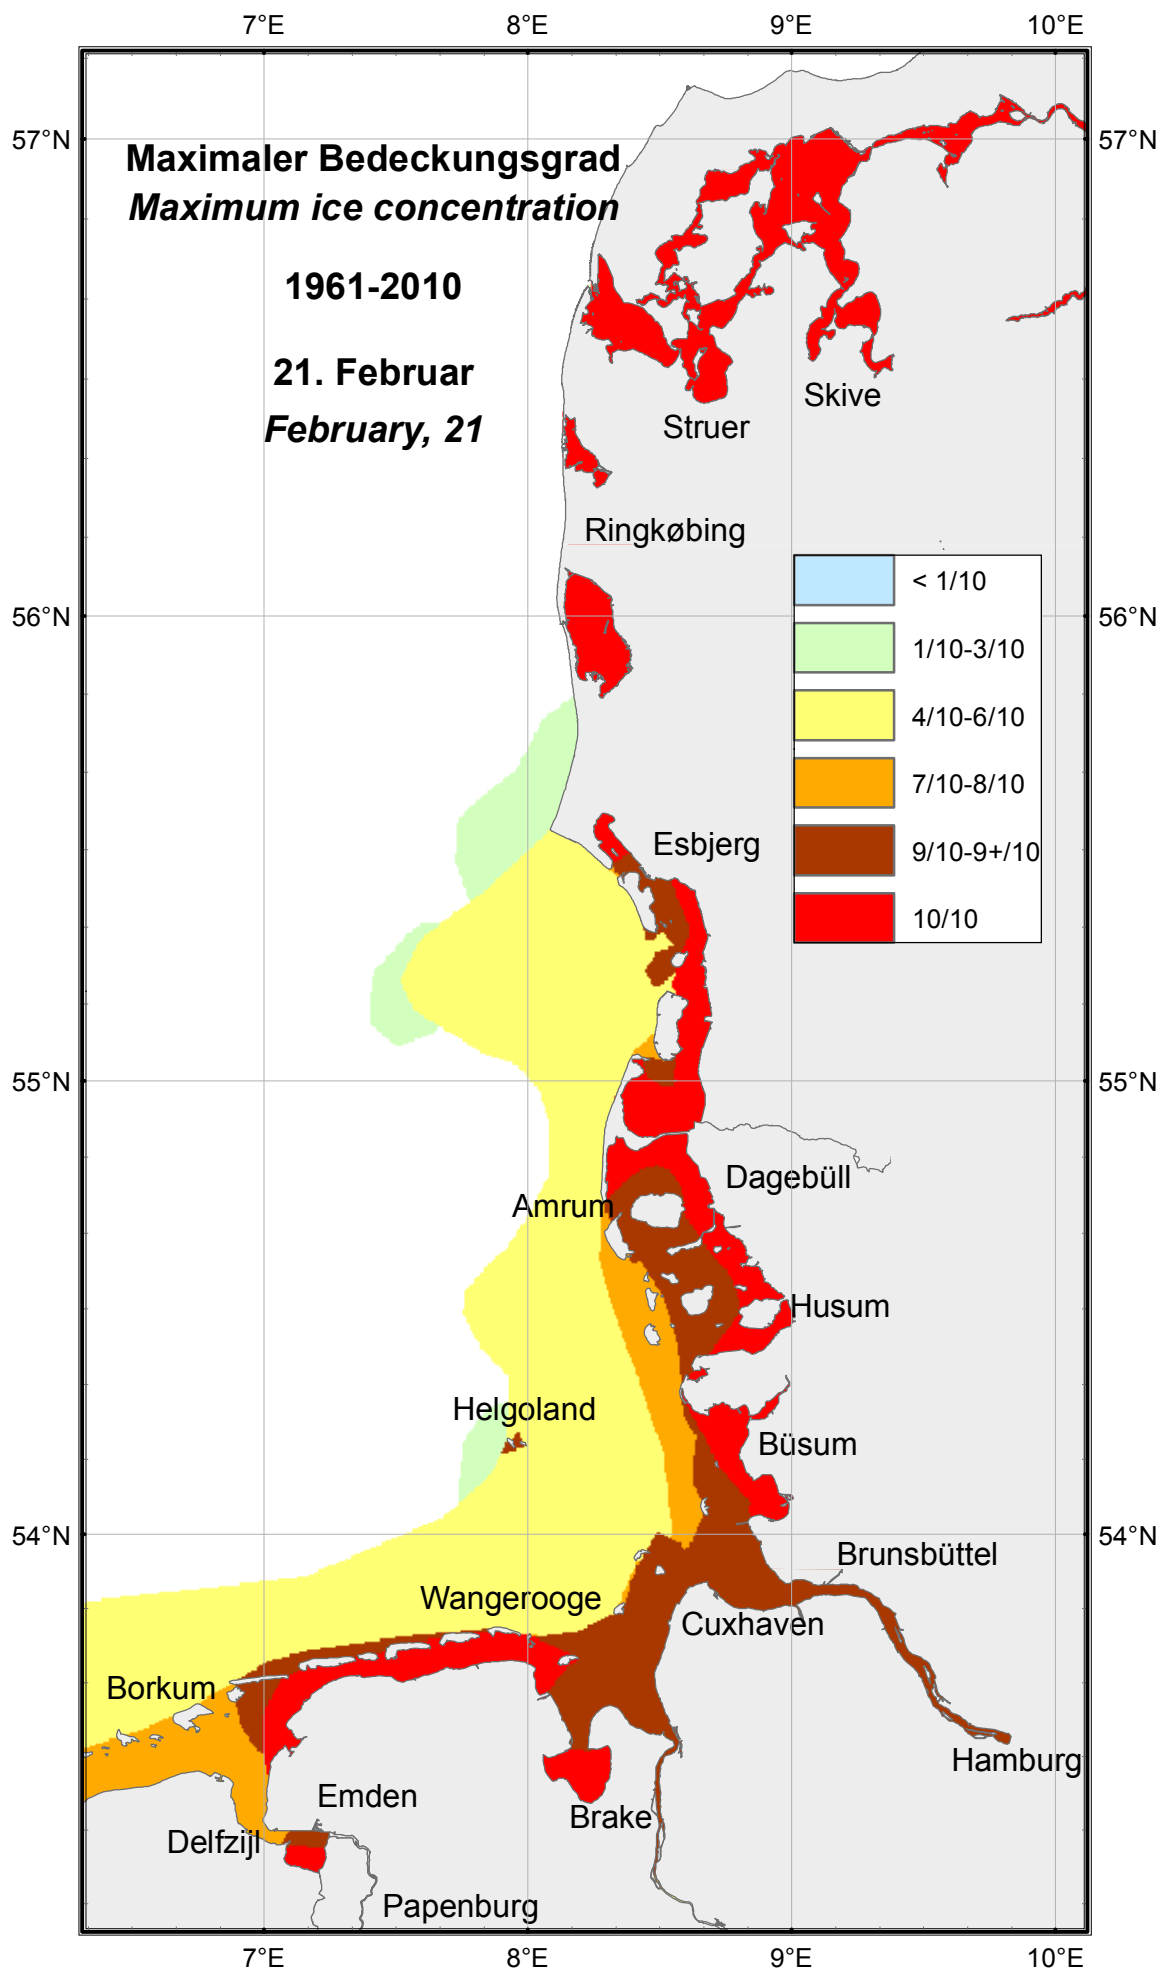 7°E 8°E 9°E 10°E
57°N 57°N
Maximaler Bedeckungsgrad
Maximum ice concentration
1961-2010
21. Februar
February, 21
Skive
Struer
Ringkøbing
< 1/10
56°N 56°N
1/10-3/10
4/10-6/10
7/10-8/10
Esbjerg
9/10-9+/10
10/10
55°N 55°N
Dagebüll
Amrum
Husum
Helgoland
Büsum
54°N 54°N
Brunsbüttel
Wangerooge
Cuxhaven
Borkum
Hamburg
Emden
Brake
Delfzijl
Papenburg
7°E 8°E 9°E 10°E